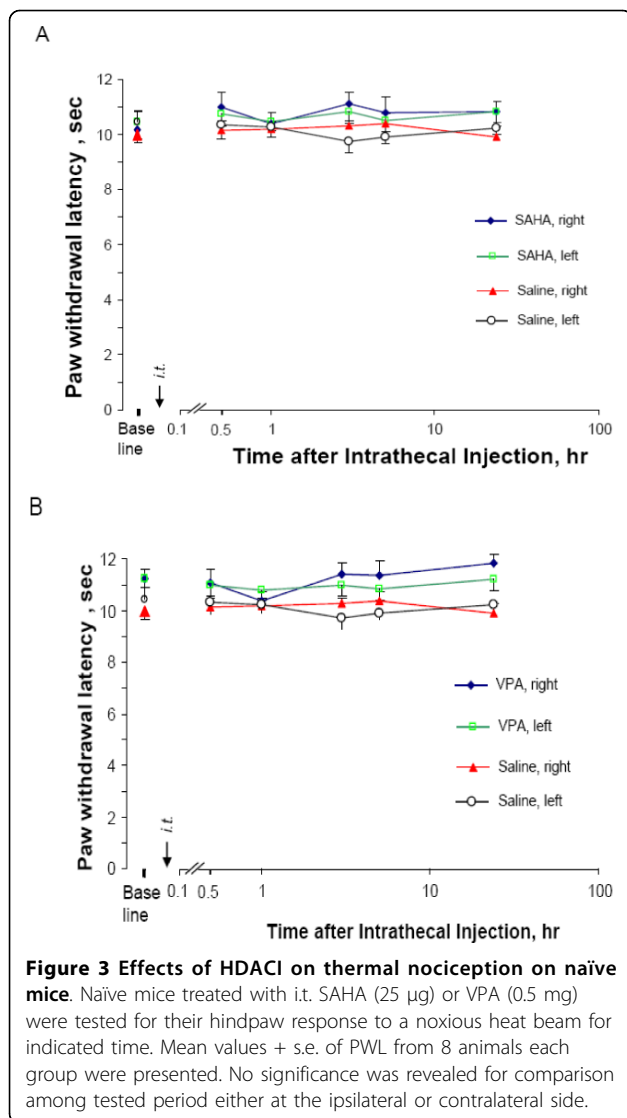 A
Paw withdrawal latency , sec
12
10
8
6
4
2
0
SAHA, right
SAHA, left
Saline, right
Saline, left
i.t.
Base line
0.1 0.5 1 10 100
Time after Intrathecal Injection, hr
B
Paw withdrawal latency , sec
12
10
8
6
4
2
0
VPA, right
VPA, left
Saline, right
Saline, left
i.t.
Base line
0.1 0.5 1 10 100
Time after Intrathecal Injection, hr
Figure 3 Effects of HDACI on thermal nociception on naïve
mice. Naïve mice treated with i.t. SAHA (25 μg) or VPA (0.5 mg)
were tested for their hindpaw response to a noxious heat beam for
indicated time. Mean values + s.e. of PWL from 8 animals each
group were presented. No significance was revealed for comparison
among tested period either at the ipsilateral or contralateral side.